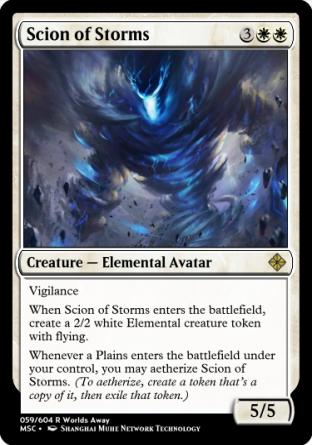 Scion of Storms 3
Creature — Elemental Avatar
Vigilance
When Scion of Storms enters the battlefield,
create a 2/2 white Elemental creature token
with flying.
Whenever a Plains enters the battlefield under
your control, you may aetherize Scion of
Storms. (To aetherize, create a token that's a
copy of it, then exile that token.)
5/5
059/604 R Worlds Away
MSC • Shanghai Muhe Network Technology